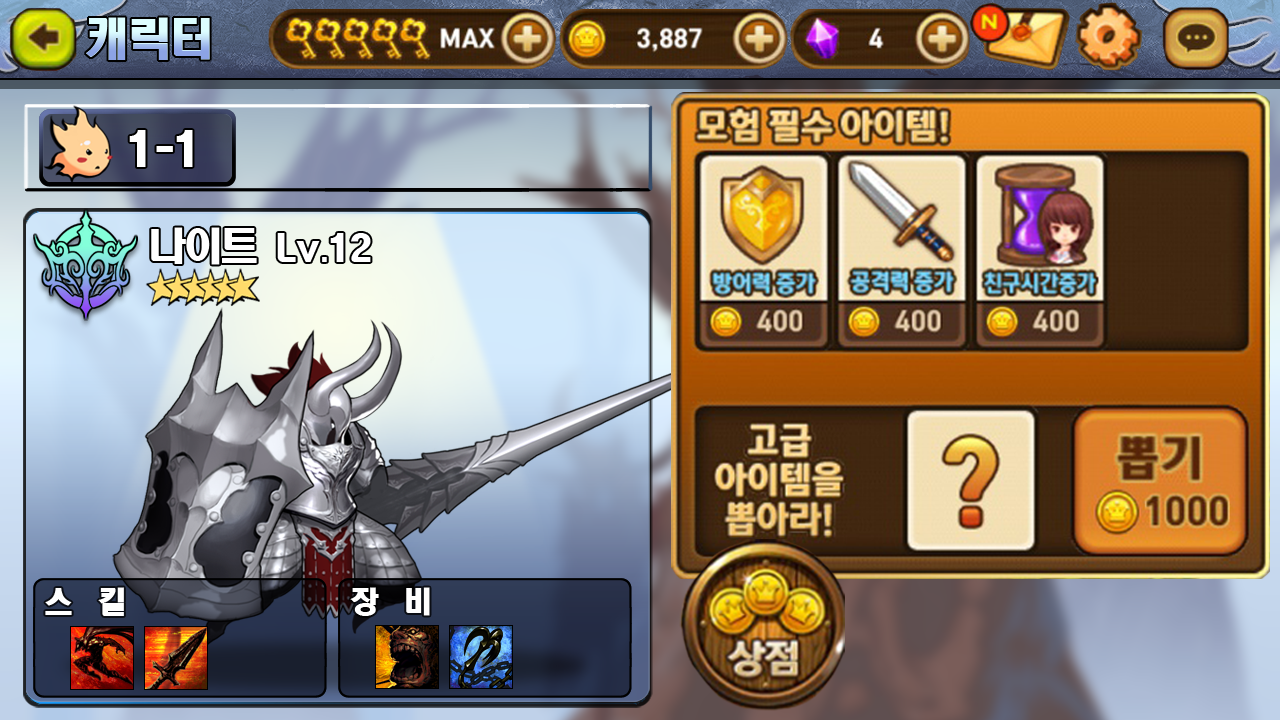 캐릭터
MAX
3,887
4
N
1-1
나이트 Lv.12
스 킬
장 비
모험 필수 아이템!
방어력 증가
공격력 증가
친구시간증가
400
400
400
고급
아이템을
뽑아라!
?
뽑기
1000
상점